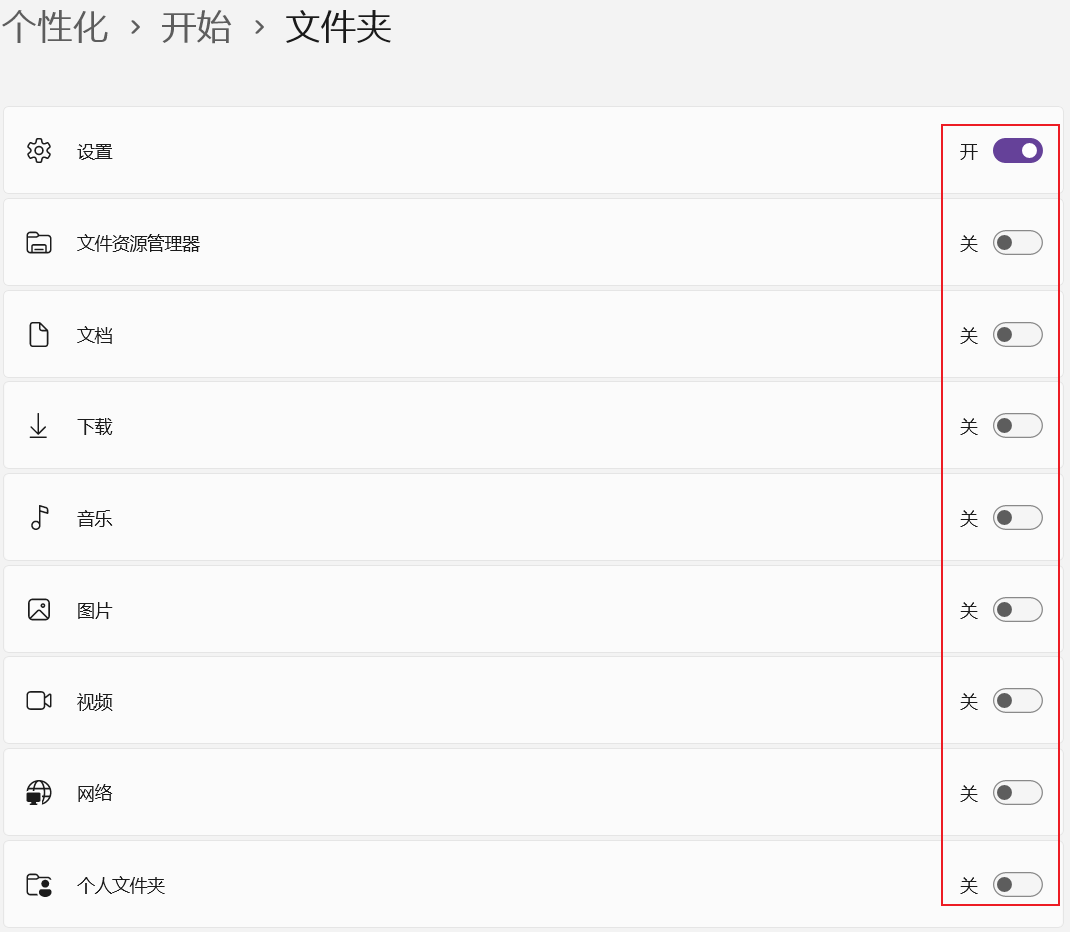 个性化 › 开始 › 文件夹
设置 开
文件资源管理器 关
文档 关
下载 关
音乐 关
图片 关
视频 关
网络 关
个人文件夹 关